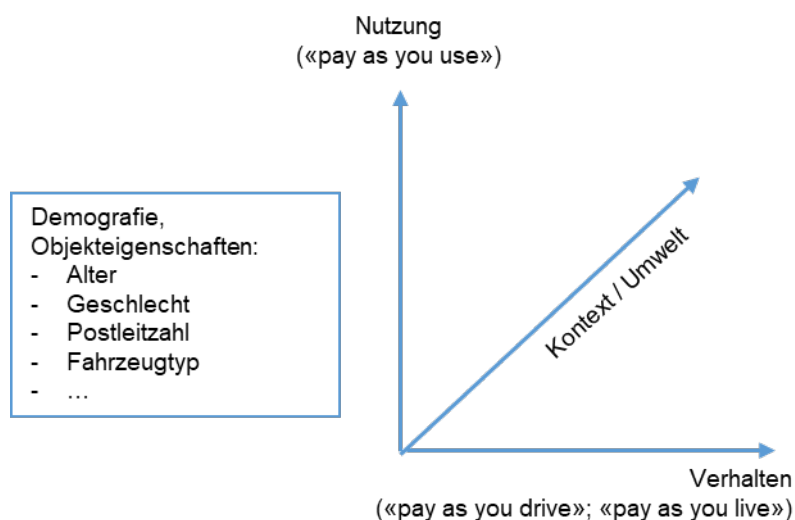 Nutzung
(«pay as you use»)
Demografie,
Objekteigenschaften:
- Alter
- Geschlecht
- Postleitzahl
- Fahrzeugtyp
- …
Kontext / Umwelt
Verhalten
(«pay as you drive»; «pay as you live»)